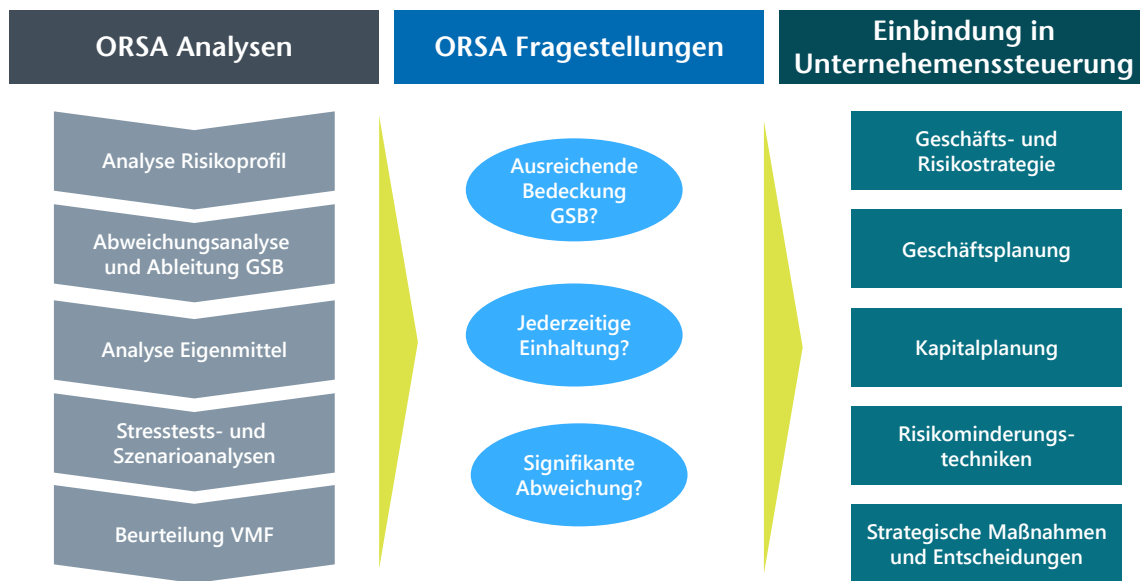 ORSA Analysen
Analyse Risikoprofil
Abweichungsanalyse
und Ableitung GSB
Analyse Eigenmittel
Stresstests- und
Szenarioanalysen
Beurteilung VMF
ORSA Fragestellungen
Ausreichende
Bedeckung
GSB?
Jederzeitige
Einhaltung?
Signifikante
Abweichung?
Einbindung in
Unternehemenssteuerung
Geschäfts- und
Risikostrategie
Geschäftsplanung
Kapitalplanung
Risikominderungs-
techniken
Strategische Maßnahmen
und Entscheidungen